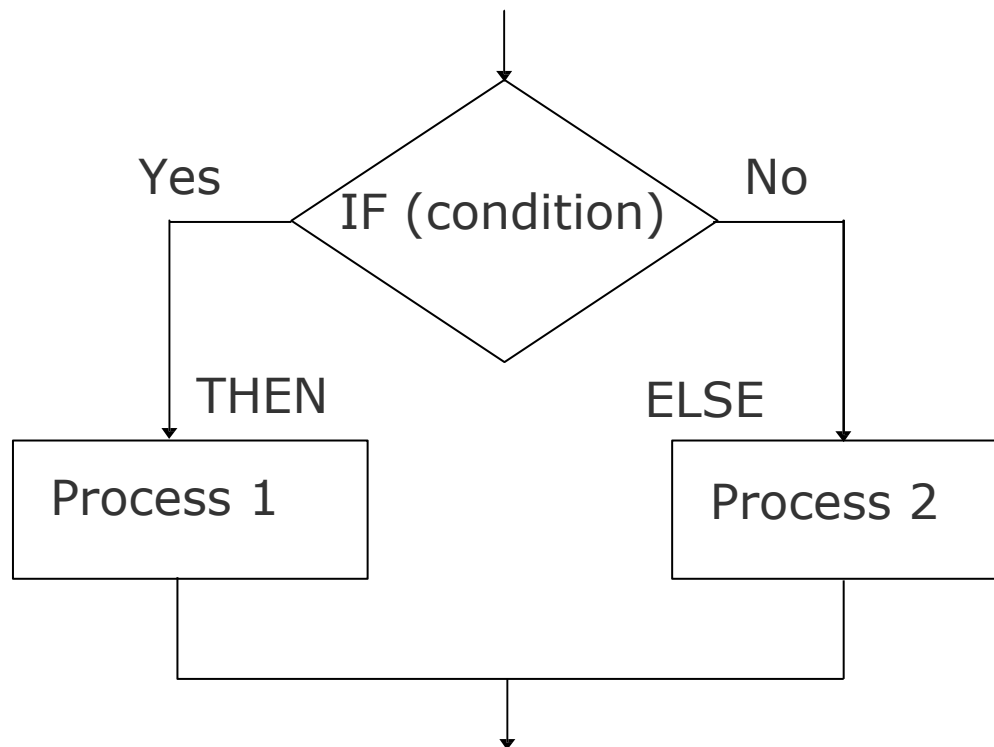 Yes
No
IF (condition)
THEN
ELSE
Process 1
Process 2